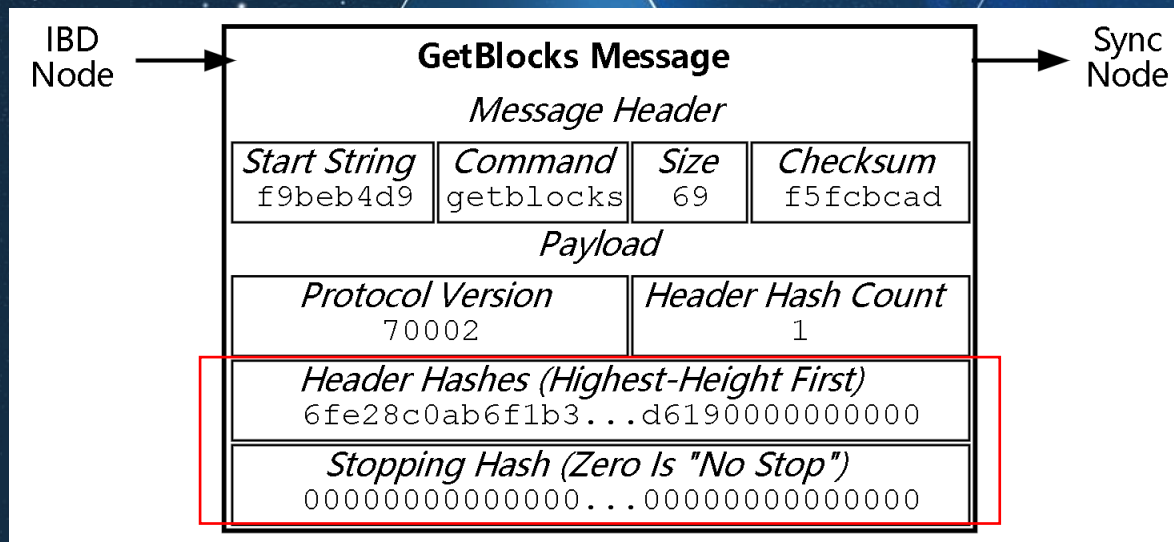 IBD
Node
GetBlocks Message
Sync
Node
Message Header
Start String Command Size Checksum
f9beb4d9 getblocks 69 f5fcbcad
Payload
Protocol Version Header Hash Count
70002 1
Header Hashes (Highest-Height First)
6fe28c0ab6f1b3...d6190000000000
Stopping Hash (Zero Is "No Stop")
00000000000000...00000000000000